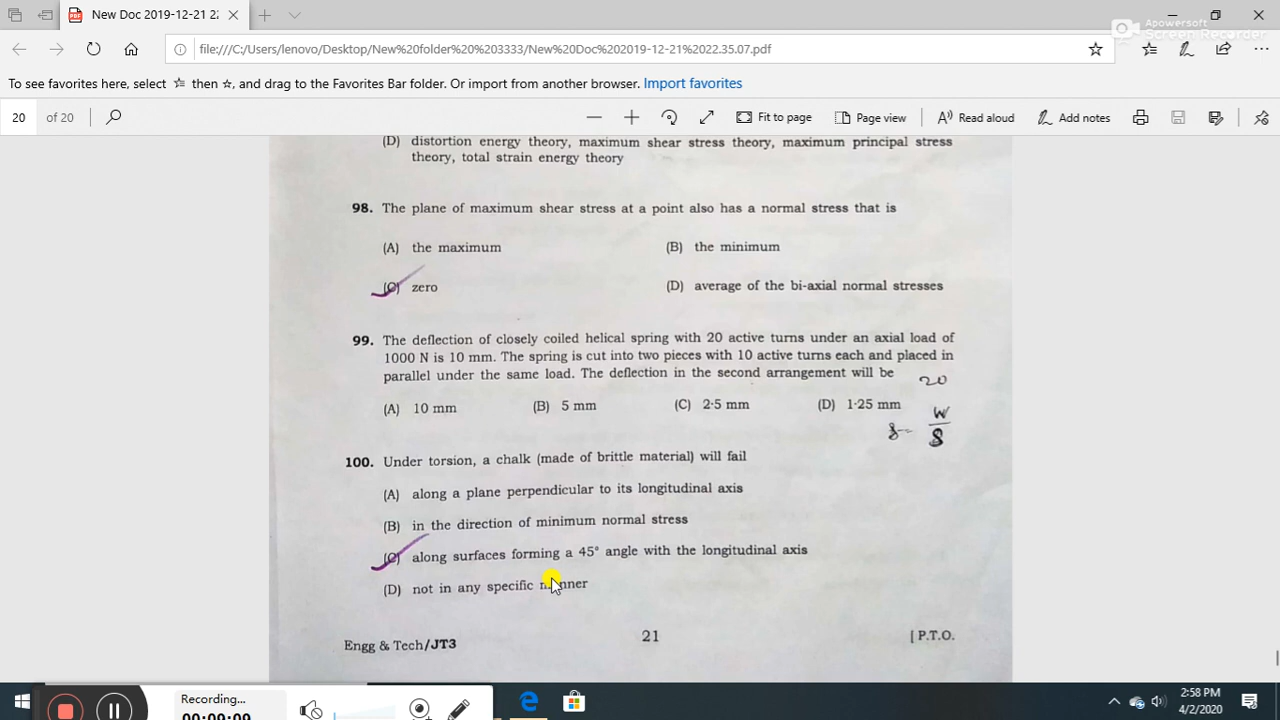 New Doc 2019-12-21 22
Apowersoft
Screen Recorder
file:///C:/Users/lenovo/Desktop/New%20folder%20%203333/New%20Doc%202019-12-21%2022.35.07.pdf
To see favorites here, select then ☆, and drag to the Favorites Bar folder. Or import from another browser. Import favorites
20 of 20 Fit to page Page view Read aloud Add notes
(D) distortion energy theory, maximum shear stress theory, maximum principal stress
theory, total strain energy theory
98. The plane of maximum shear stress at a point also has a normal stress that is
(A) the maximum (B) the minimum
(C) zero (D) average of the bi-axial normal stresses
99. The deflection of closely coiled helical spring with 20 active turns under an axial load of
1000 N is 10 mm. The spring is cut into two pieces with 10 active turns each and placed in
parallel under the same load. The deflection in the second arrangement will be
20
(A) 10 mm (B) 5 mm (C) 2·5 mm (D) 1·25 mm
W
100. Under torsion, a chalk (made of brittle material) will fail
(A) along a plane perpendicular to its longitudinal axis
(B) in the direction of minimum normal stress
(C) along surfaces forming a 45° angle with the longitudinal axis
(D) not in any specific manner
Engg & Tech/JT3 21 [ P.T.O.
Recording...
00:09:09
2:58 PM
4/2/2020